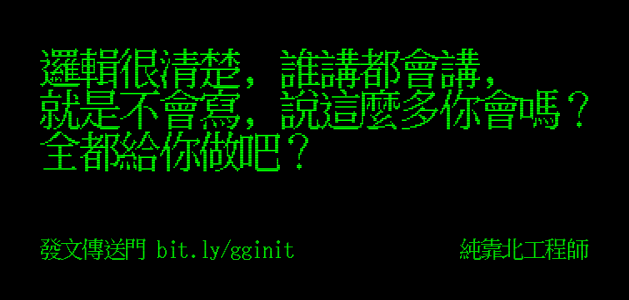 邏輯很清楚，誰講都會講，
就是不會寫，說這麼多你會嗎？
全都給你做吧？
發文傳送門 bit.ly/gginit
純靠北工程師